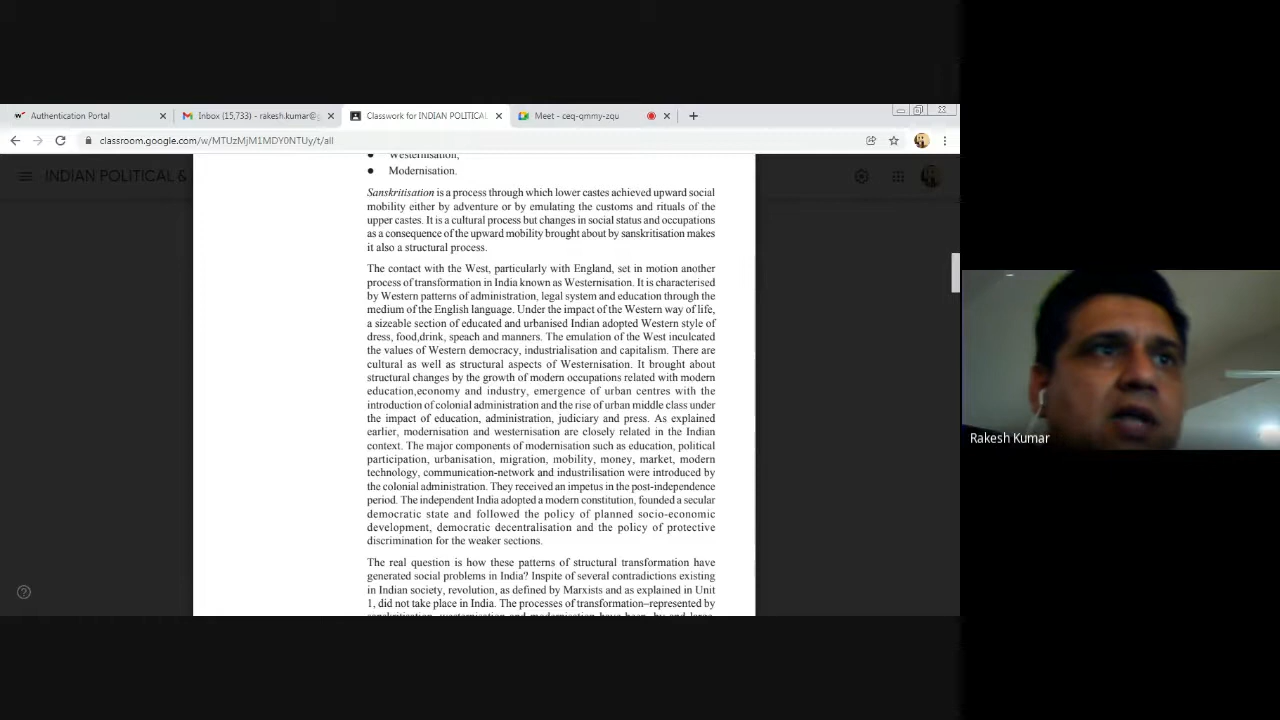 Authentication Portal
Inbox (15,733) - rakesh.kumar@g
Classwork for INDIAN POLITICAL
Meet - ceq-qmmy-zqu
classroom.google.com/w/MTUzMjM1MDY0NTUy/t/all
INDIAN POLITICAL &
Westernisation,
Modernisation.
Sanskritisation is a process through which lower castes achieved upward social
mobility either by adventure or by emulating the customs and rituals of the
upper castes. It is a cultural process but changes in social status and occupations
as a consequence of the upward mobility brought about by sanskritisation makes
it also a structural process.
The contact with the West, particularly with England, set in motion another
process of transformation in India known as Westernisation. It is characterised
by Western patterns of administration, legal system and education through the
medium of the English language. Under the impact of the Western way of life,
a sizeable section of educated and urbanised Indian adopted Western style of
dress, food,drink, speach and manners. The emulation of the West inculcated
the values of Western democracy, industrialisation and capitalism. There are
cultural as well as structural aspects of Westernisation. It brought about
structural changes by the growth of modern occupations related with modern
education,economy and industry, emergence of urban centres with the
introduction of colonial administration and the rise of urban middle class under
the impact of education, administration, judiciary and press. As explained
earlier, modernisation and westernisation are closely related in the Indian
context. The major components of modernisation such as education, political
participation, urbanisation, migration, mobility, money, market, modern
technology, communication-network and industrilisation were introduced by
the colonial administration. They received an impetus in the post-independence
period. The independent India adopted a modern constitution, founded a secular
democratic state and followed the policy of planned socio-economic
development, democratic decentralisation and the policy of protective
discrimination for the weaker sections.
The real question is how these patterns of structural transformation have
generated social problems in India? Inspite of several contradictions existing
in Indian society, revolution, as defined by Marxists and as explained in Unit
1, did not take place in India. The processes of transformation–represented by
sanskritisation, westernisation and modernisation have been, by and large,
Rakesh Kumar